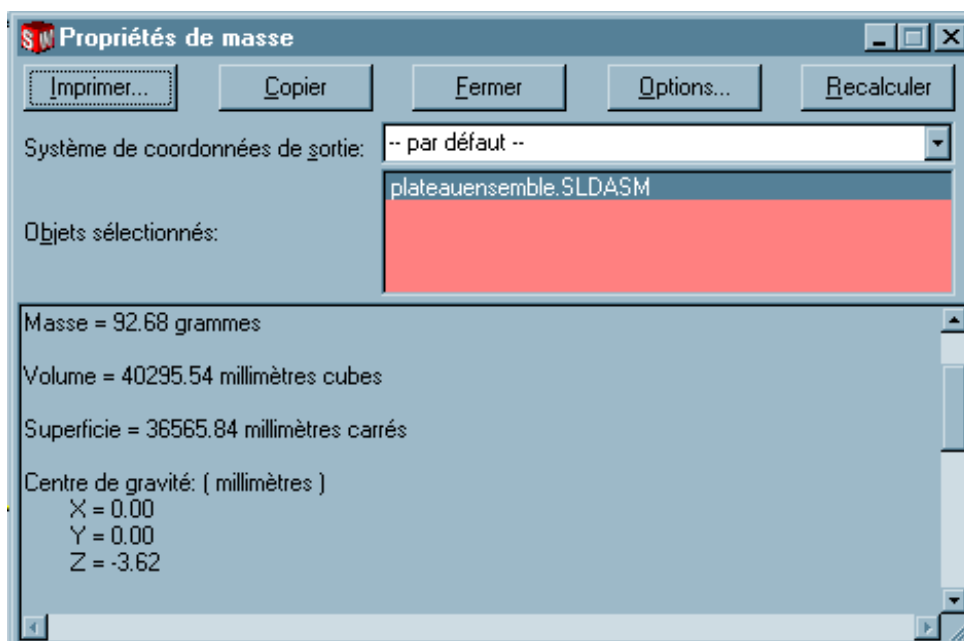 SW Propriétés de masse
Imprimer... Copier Fermer Options... Recalculer
Système de coordonnées de sortie: -- par défaut --
plateauensemble.SLDASM
Objets sélectionnés:
Masse = 92.68 grammes
Volume = 40295.54 millimètres cubes
Superficie = 36565.84 millimètres carrés
Centre de gravité: ( millimètres )
X = 0.00
Y = 0.00
Z = -3.62